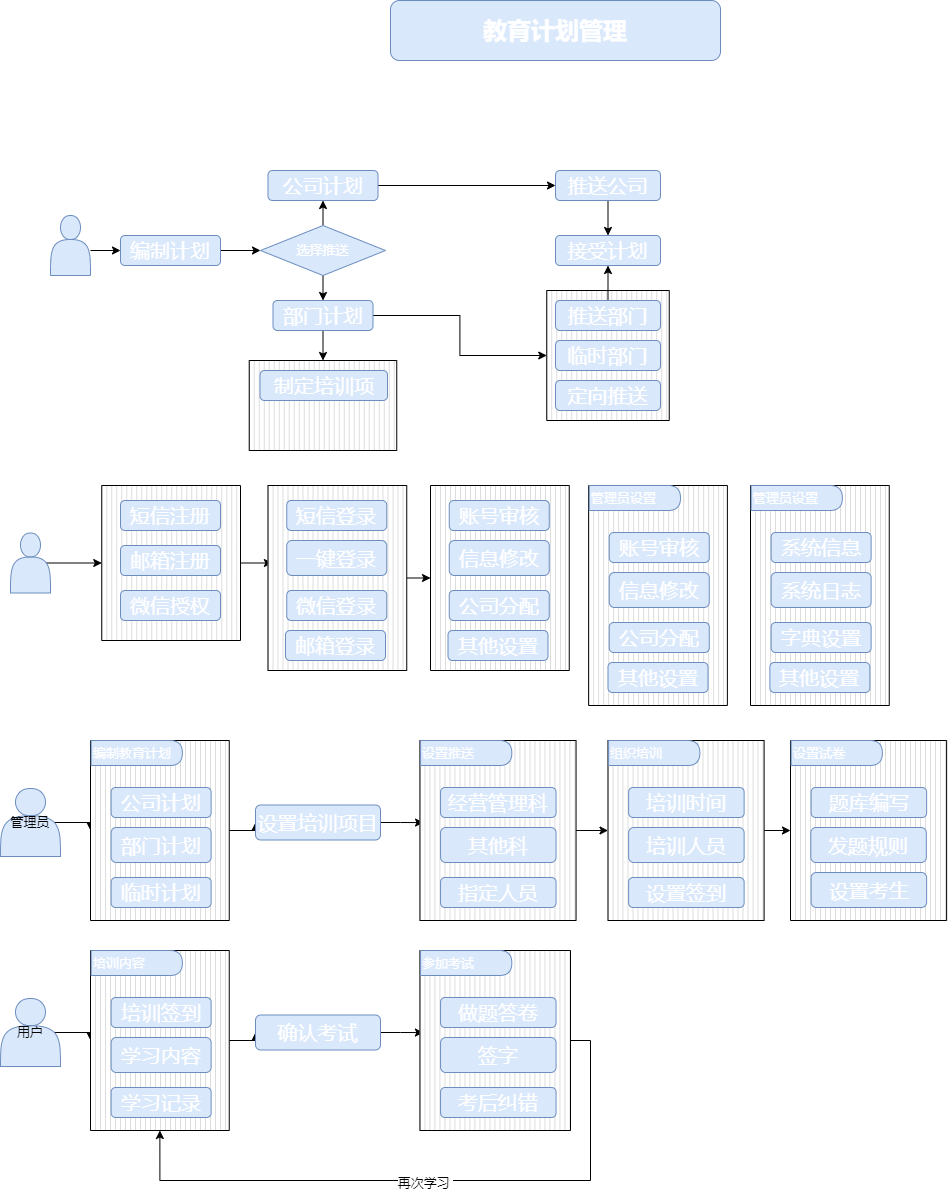 教育计划管理
公司计划
推送公司
编制计划
选择推送
接受计划
部门计划
推送部门
临时部门
定向推送
制定培训项
短信注册
邮箱注册
微信授权
短信登录
一键登录
微信登录
邮箱登录
账号审核
信息修改
公司分配
其他设置
管理员设置
账号审核
信息修改
公司分配
其他设置
管理员设置
系统信息
系统日志
字典设置
其他设置
管理员
编制教育计划
公司计划
部门计划
临时计划
设置培训项目
设置推送
经营管理科
其他科
指定人员
组织培训
培训时间
培训人员
设置签到
设置试卷
题库编写
发题规则
设置考生
用户
培训内容
培训签到
学习内容
学习记录
确认考试
参加考试
做题答卷
签字
考后纠错
再次学习